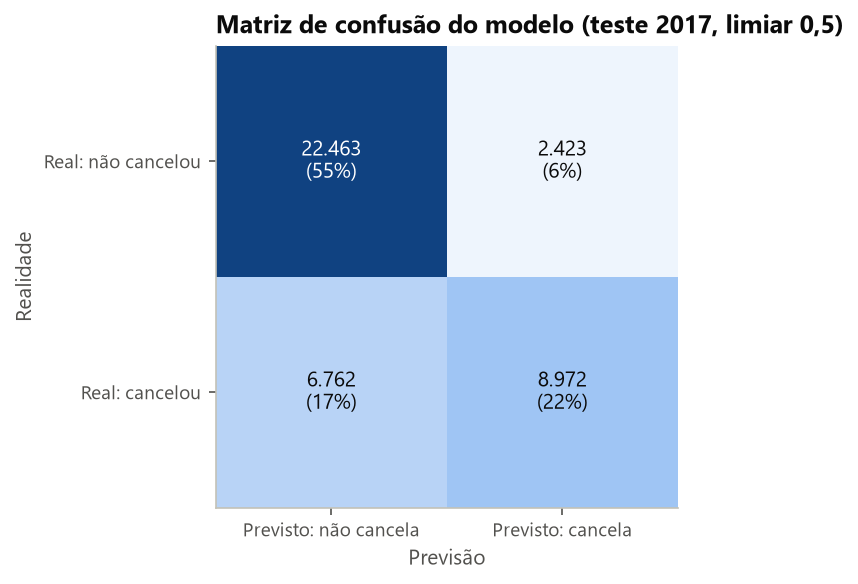 Matriz de confusão do modelo (teste 2017, limiar 0,5)
Realidade
Real: não cancelou
22.463
(55%)
2.423
(6%)
Real: cancelou
6.762
(17%)
8.972
(22%)
Previsto: não cancela
Previsto: cancela
Previsão